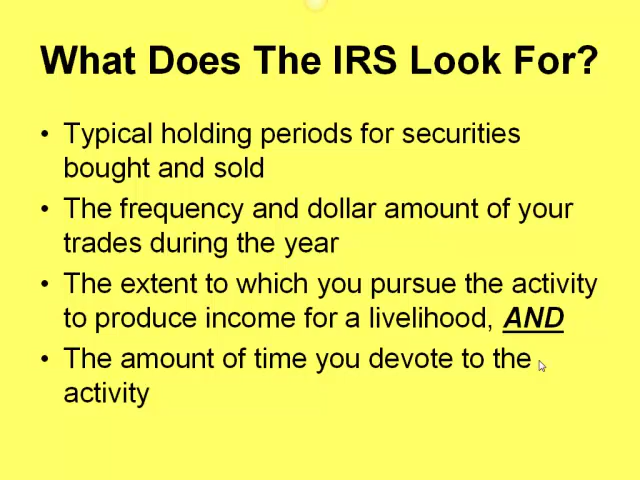 What Does The IRS Look For?
• Typical holding periods for securities
bought and sold
• The frequency and dollar amount of your
trades during the year
• The extent to which you pursue the activity
to produce income for a livelihood, AND
• The amount of time you devote to the
activity